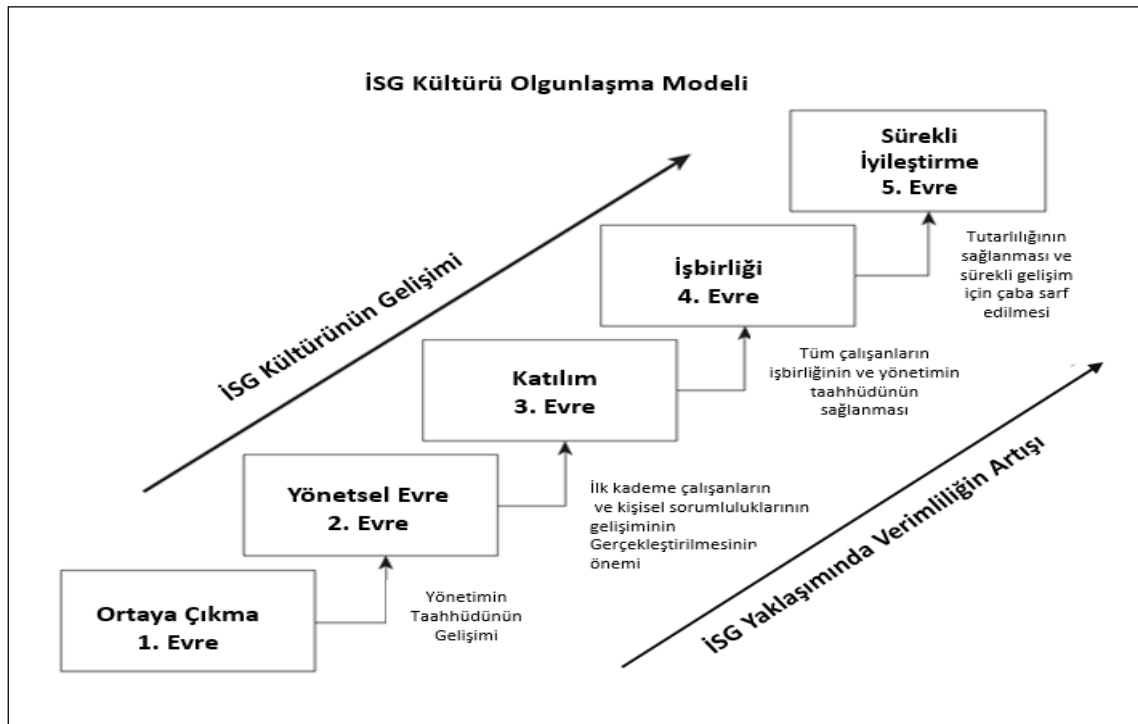 İSG Kültürü Olgunlaşma Modeli
Sürekli
İyileştirme
5. Evre
Tutarlılığının
sağlanması ve
sürekli gelişim
için çaba sarf
edilmesi
İşbirliği
4. Evre
Tüm çalışanların
işbirliğinin ve yönetimin
taahhüdünün
sağlanması
İSG Kültürünün Gelişimi
Katılım
3. Evre
İlk kademe çalışanların
ve kişisel sorumluluklarının
gelişiminin
Gerçekleştirilmesinin
önemi
Yönetsel Evre
2. Evre
Yönetimin
Taahhüdünün
Gelişimi
Ortaya Çıkma
1. Evre
İSG Yaklaşımında Verimliliğin Artışı